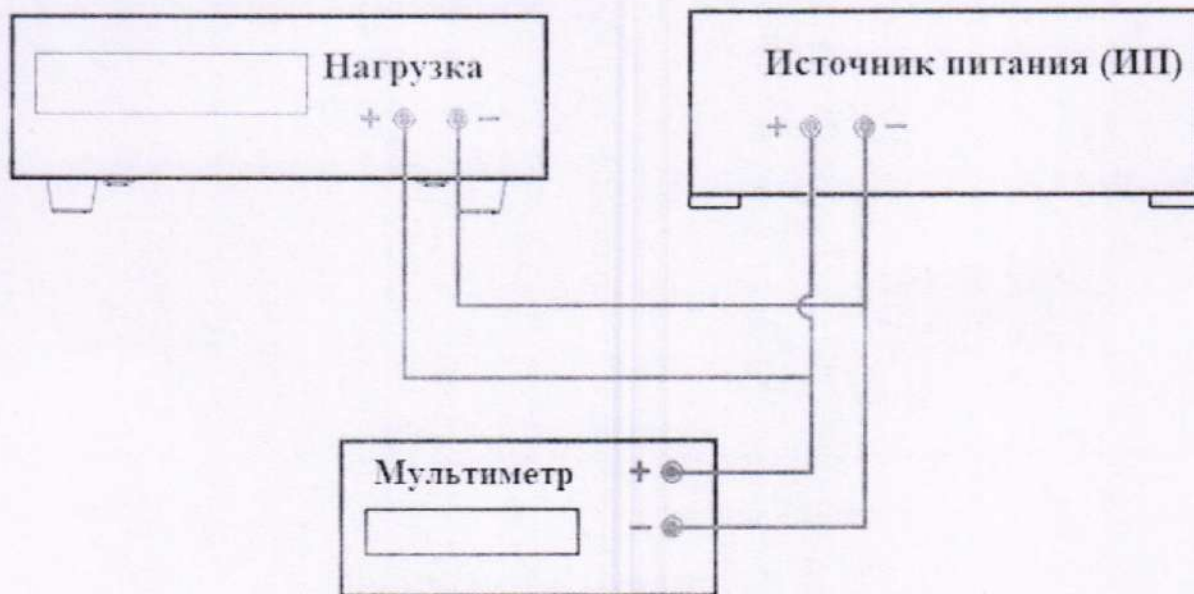 Нагрузка
+ −
Источник питания (ИП)
+ −
Мультиметр +
−